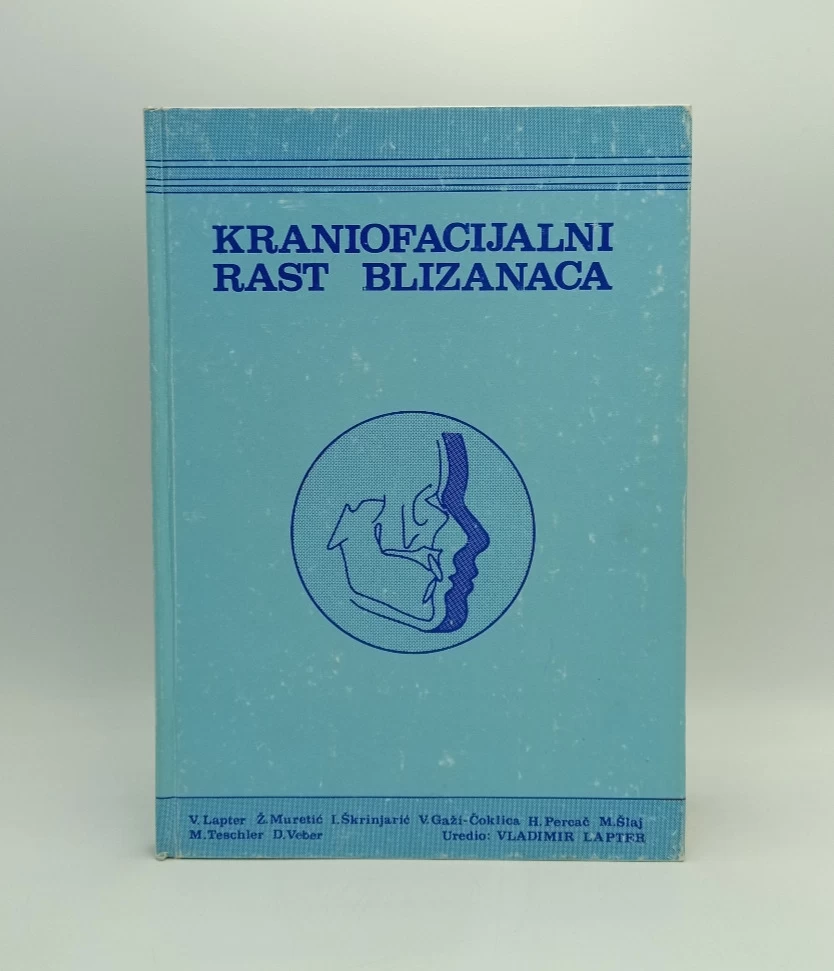 KRANIOFACIJALNI
RAST BLIZANACA
V. Lapter Ž. Muretić I. Škrinjarić V. Gaži-Čoklica H. Percač M. Šlaj
M. Teschler D. Veber Uredio: VLADIMIR LAPTER